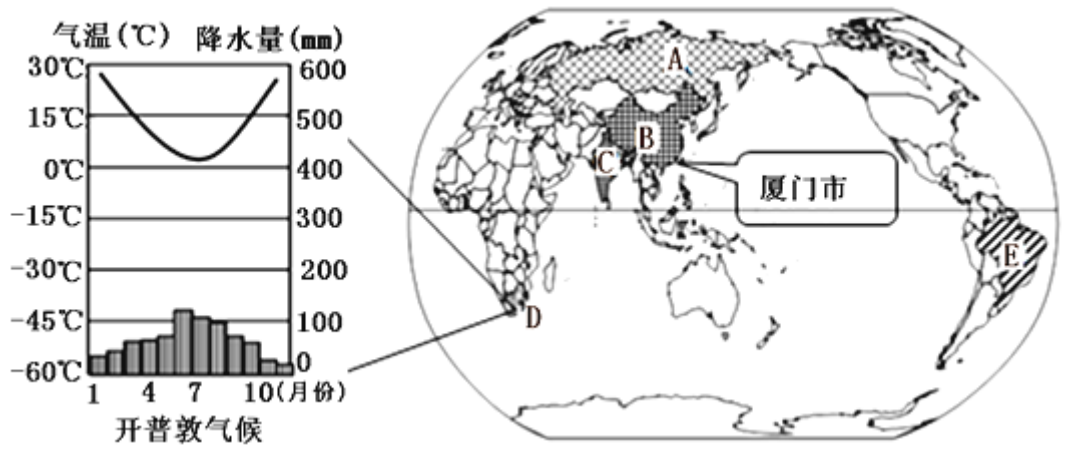 气温(℃) 降水量(mm)
30℃ 600
15℃ 500
0℃ 400
-15℃ 300
-30℃ 200
-45℃ 100
-60℃ 0
1 4 7 10(月份)
开普敦气候
A
B
C
厦门市
D
E